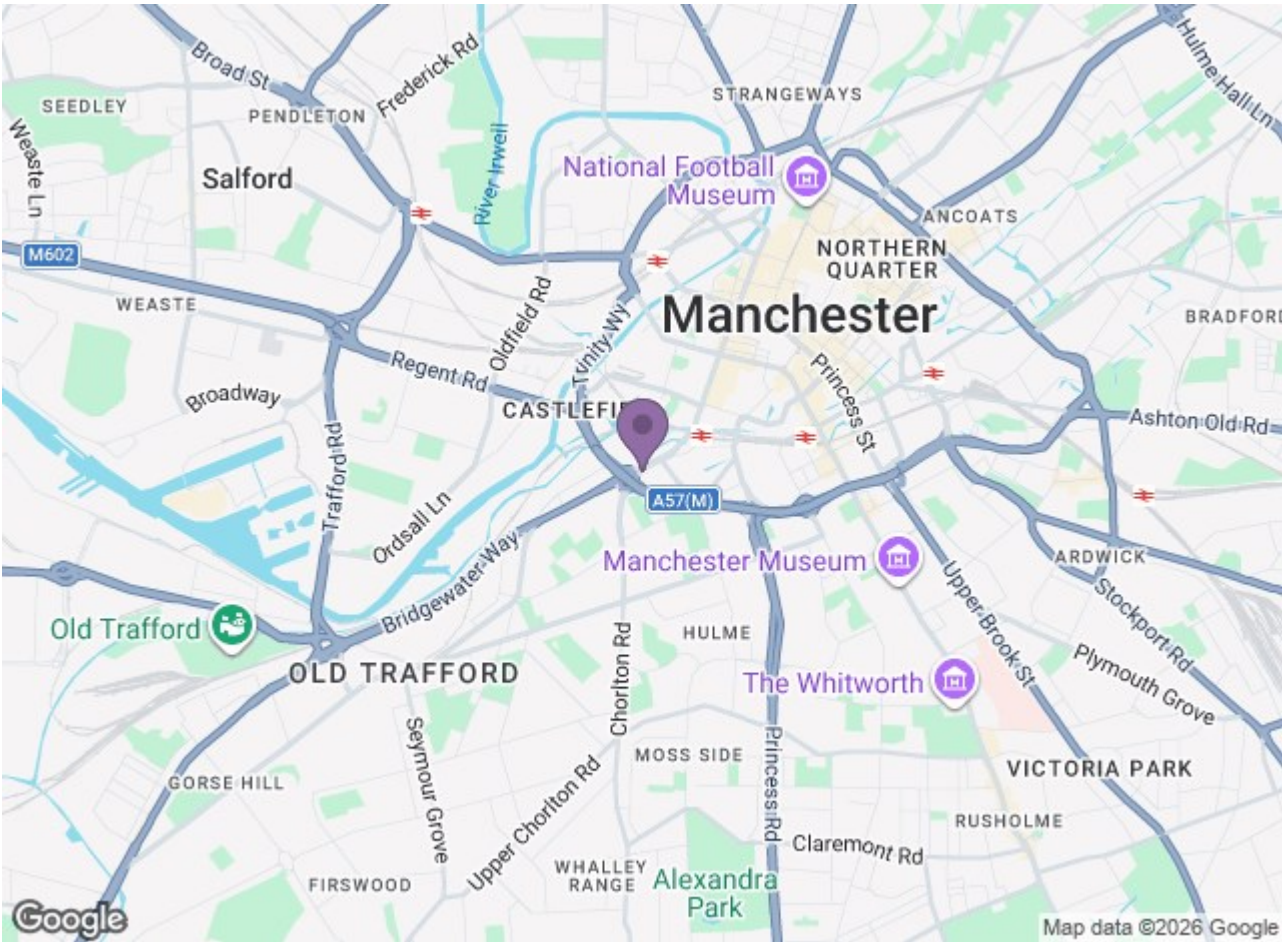 Broad St
Frederick Rd
Hulme Hall Ln
SEEDLEY
PENDLETON
STRANGEWAYS
Weaste Ln
Salford
River Irwell
National Football
Museum
ANCOATS
NORTHERN
QUARTER
M602
WEASTE
Oldfield Rd
Trinity Wy
Manchester
BRADFORD
Regent Rd
Princess St
Broadway
CASTLEFI
Ashton Old Rd
Trafford Rd
Ordsall Ln
A57(M)
Bridgewater Way
Manchester Museum
ARDWICK
Upper Brook St
Stockport Rd
Old Trafford
HULME
OLD TRAFFORD
Chorlton Rd
The Whitworth
Plymouth Grove
Seymour Grove
Princess Rd
MOSS SIDE
VICTORIA PARK
GORSE HILL
Upper Chorlton Rd
RUSHOLME
Claremont Rd
WHALLEY
RANGE
FIRSWOOD
Alexandra
Park
Google
Map data ©2026 Google